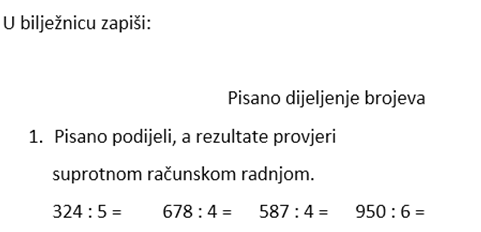 U bilježnicu zapiši:
Pisano dijeljenje brojeva
1. Pisano podijeli, a rezultate provjeri
suprotnom računskom radnjom.
324 : 5 = 678 : 4 = 587 : 4 = 950 : 6 =